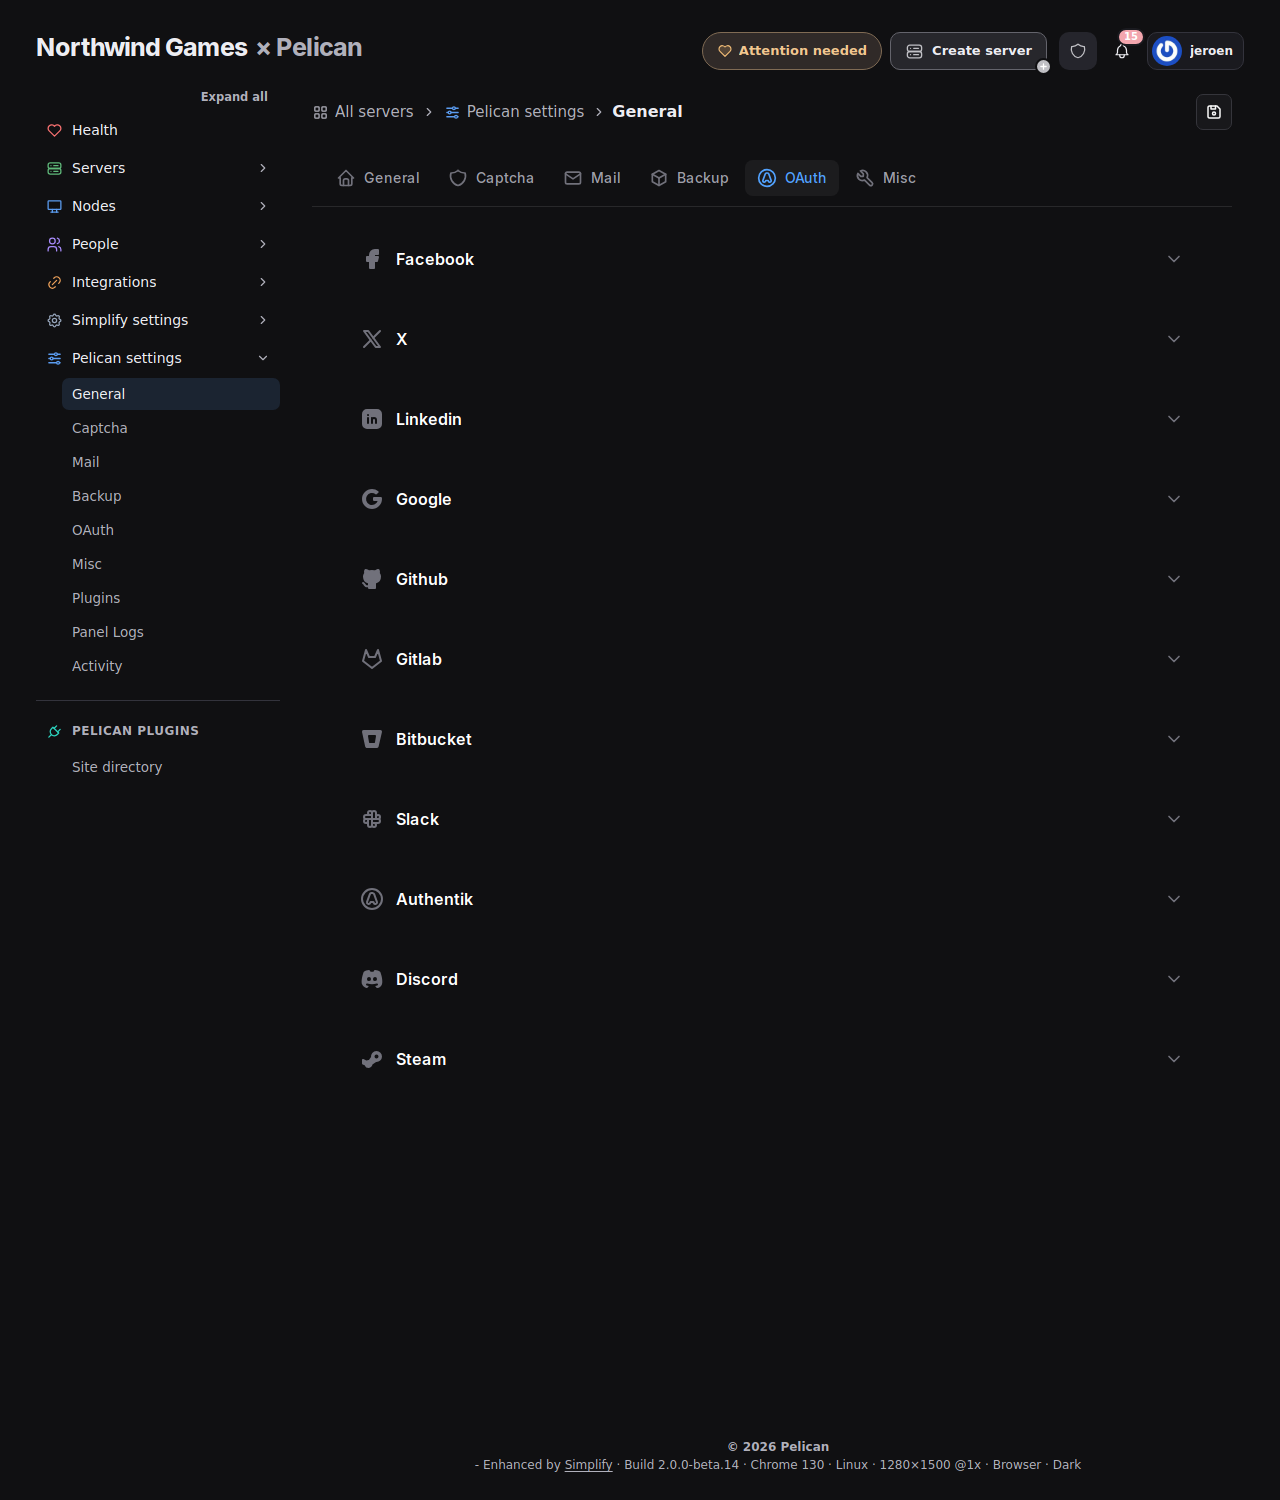 Northwind Games × Pelican
Attention needed
Create server
15
jeroen
Expand all
Health
Servers
Nodes
People
Integrations
Simplify settings
Pelican settings
General
Captcha
Mail
Backup
OAuth
Misc
Plugins
Panel Logs
Activity
PELICAN PLUGINS
Site directory
All servers > Pelican settings > General
General Captcha Mail Backup OAuth Misc
Facebook
X
Linkedin
Google
Github
Gitlab
Bitbucket
Slack
Authentik
Discord
Steam
© 2026 Pelican
- Enhanced by Simplify · Build 2.0.0-beta.14 · Chrome 130 · Linux · 1280×1500 @1x · Browser · Dark